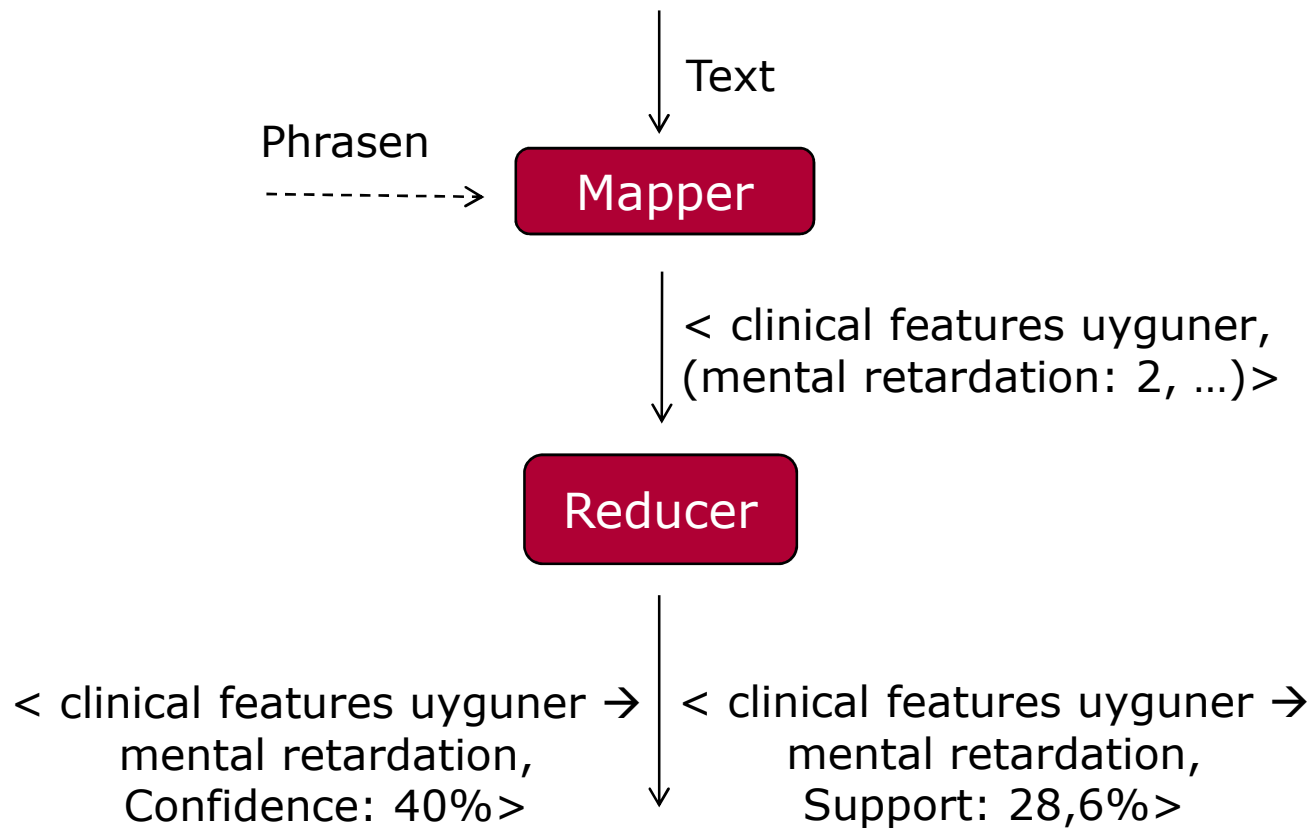 Text
Phrasen
Mapper
< clinical features uyguner,
(mental retardation: 2, …)>
Reducer
< clinical features uyguner →
mental retardation,
Confidence: 40%>
< clinical features uyguner →
mental retardation,
Support: 28,6%>